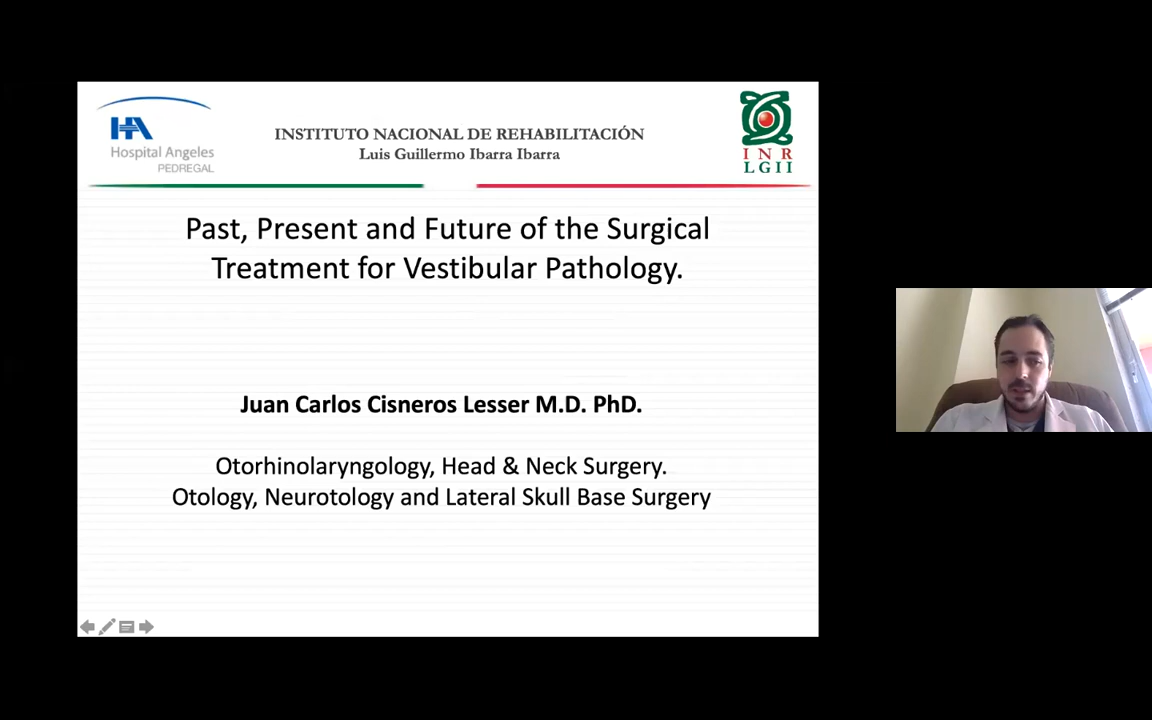 Hospital Angeles
PEDREGAL
INSTITUTO NACIONAL DE REHABILITACIÓN
Luis Guillermo Ibarra Ibarra
I N R
LGII
Past, Present and Future of the Surgical
Treatment for Vestibular Pathology.
Juan Carlos Cisneros Lesser M.D. PhD.
Otorhinolaryngology, Head & Neck Surgery.
Otology, Neurotology and Lateral Skull Base Surgery